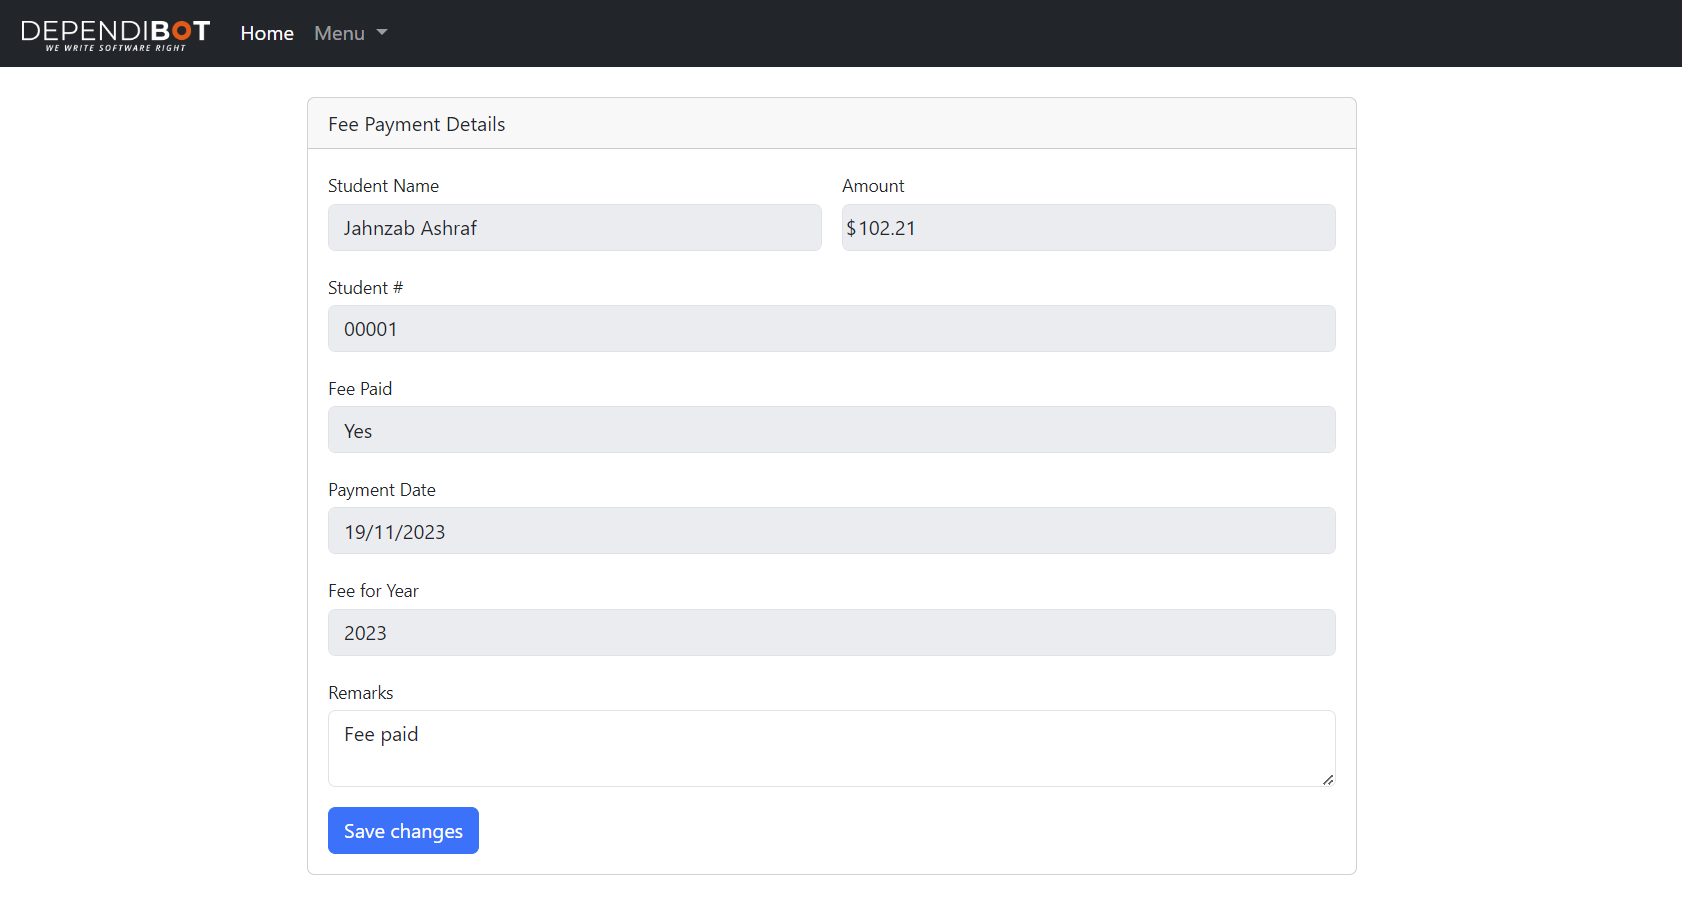 DEPENDIBOT Home Menu
WE WRITE SOFTWARE RIGHT
Fee Payment Details
Student Name Amount
Jahnzab Ashraf $102.21
Student #
00001
Fee Paid
Yes
Payment Date
19/11/2023
Fee for Year
2023
Remarks
Fee paid
Save changes